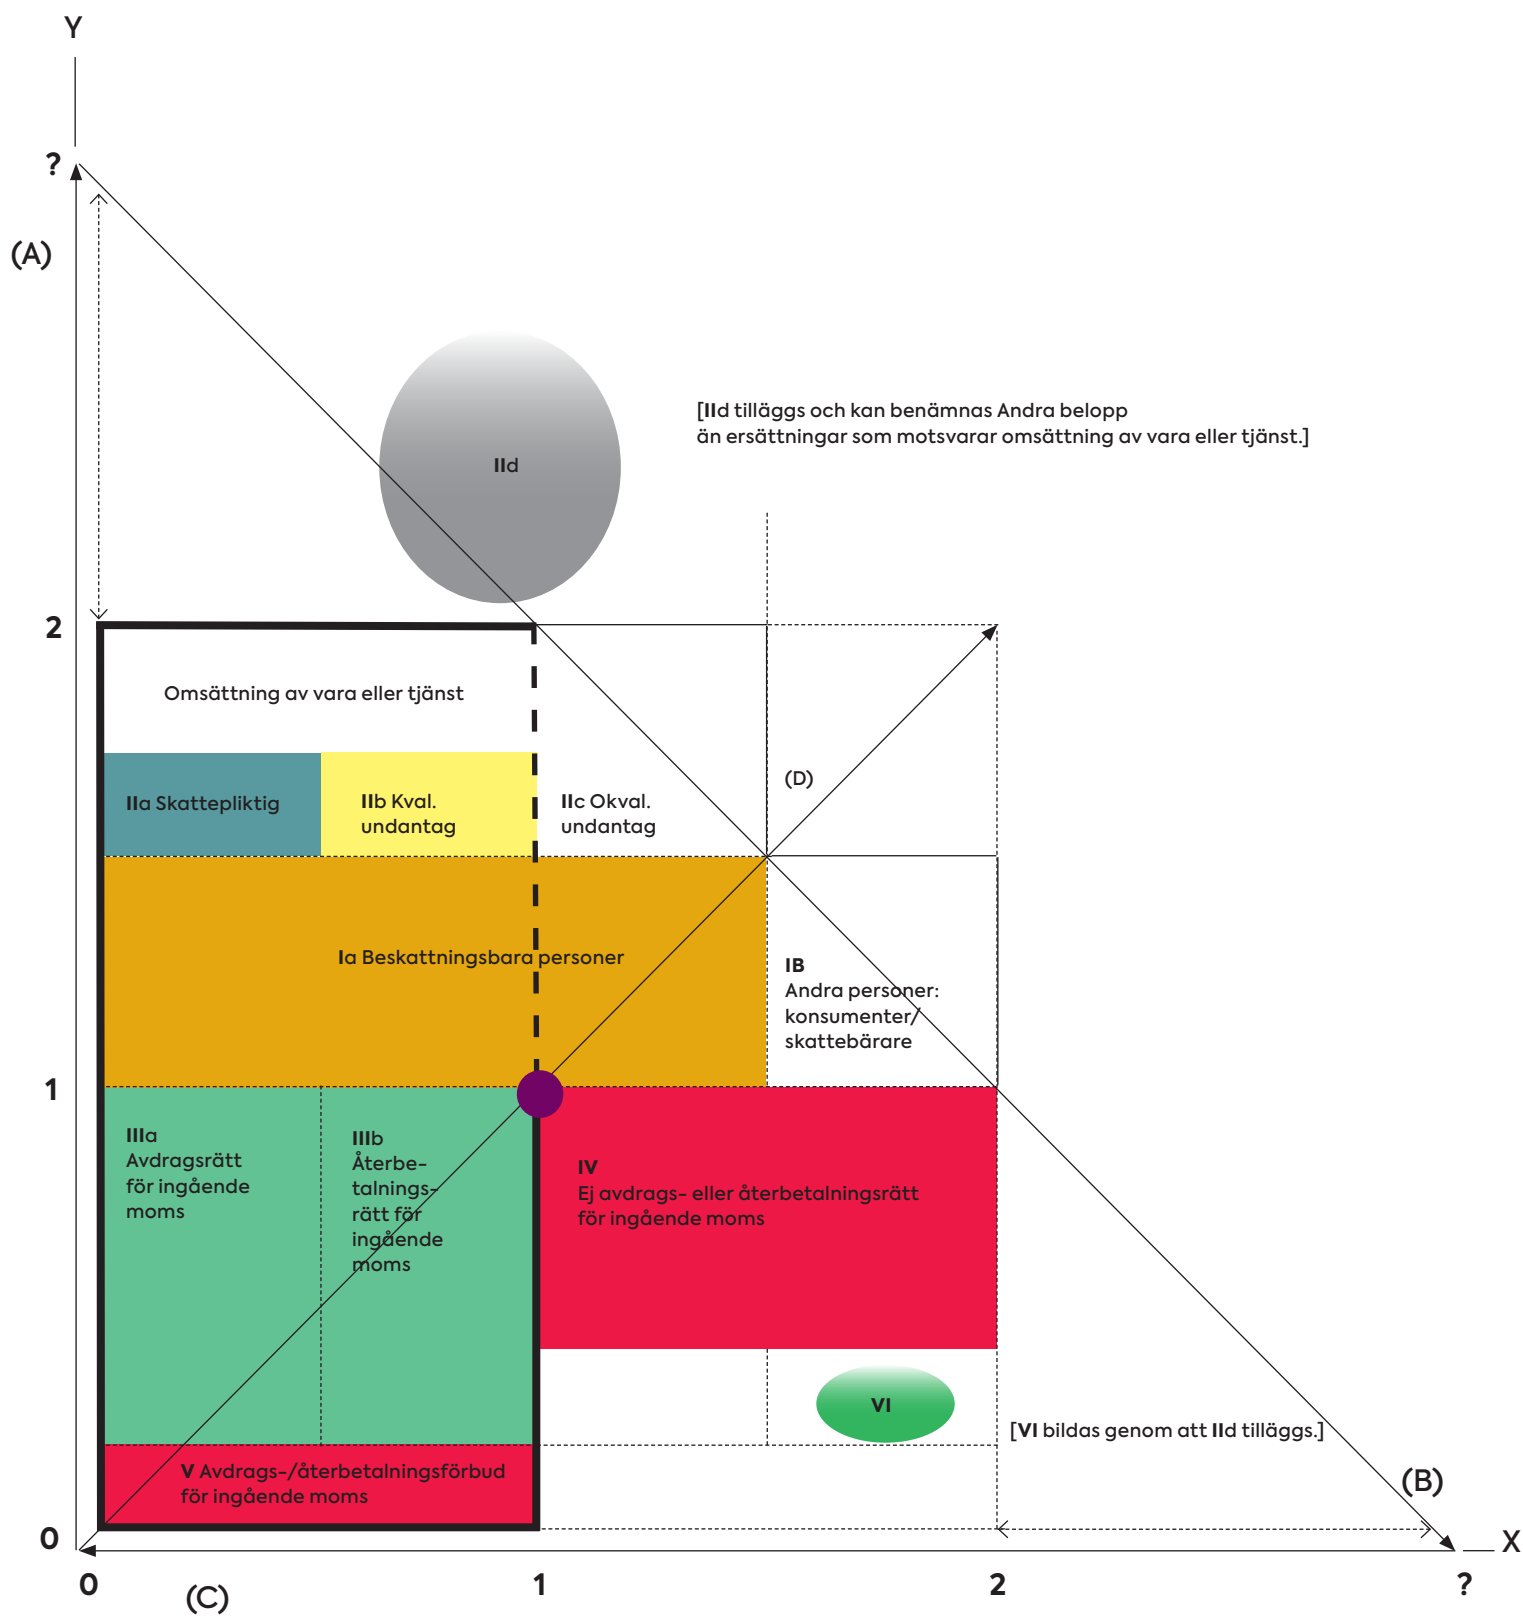 Y
?
(A)
IId
[IId tilläggs och kan benämnas Andra belopp
än ersättningar som motsvarar omsättning av vara eller tjänst.]
2
Omsättning av vara eller tjänst
(D)
IIa Skattepliktig
IIb Kval.
undantag
IIc Okval.
undantag
Ia Beskattningsbara personer
IB
Andra personer:
konsumenter/
skattebärare
1
IIIa
Avdragsrätt
för ingående
moms
IIIb
Återbe-
talnings-
rätt för
ingående
moms
IV
Ej avdrags- eller återbetalningsrätt
för ingående moms
VI
[VI bildas genom att IId tilläggs.]
V Avdrags-/återbetalningsförbud
för ingående moms
(B)
0
X
0
(C)
1
2
?